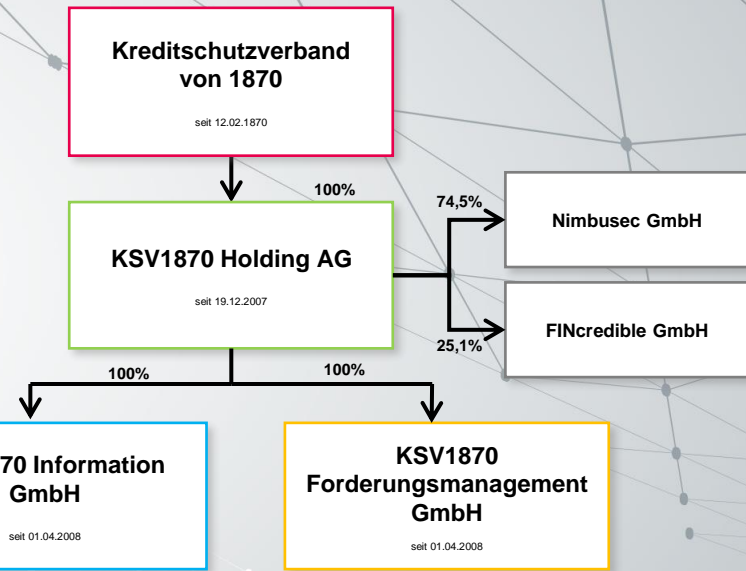 Kreditschutzverband
von 1870
seit 12.02.1870
100%
KSV1870 Holding AG
seit 19.12.2007
74,5%
Nimbusec GmbH
25,1%
FINcredible GmbH
100%
100%
70 Information
GmbH
seit 01.04.2008
KSV1870
Forderungsmanagement
GmbH
seit 01.04.2008